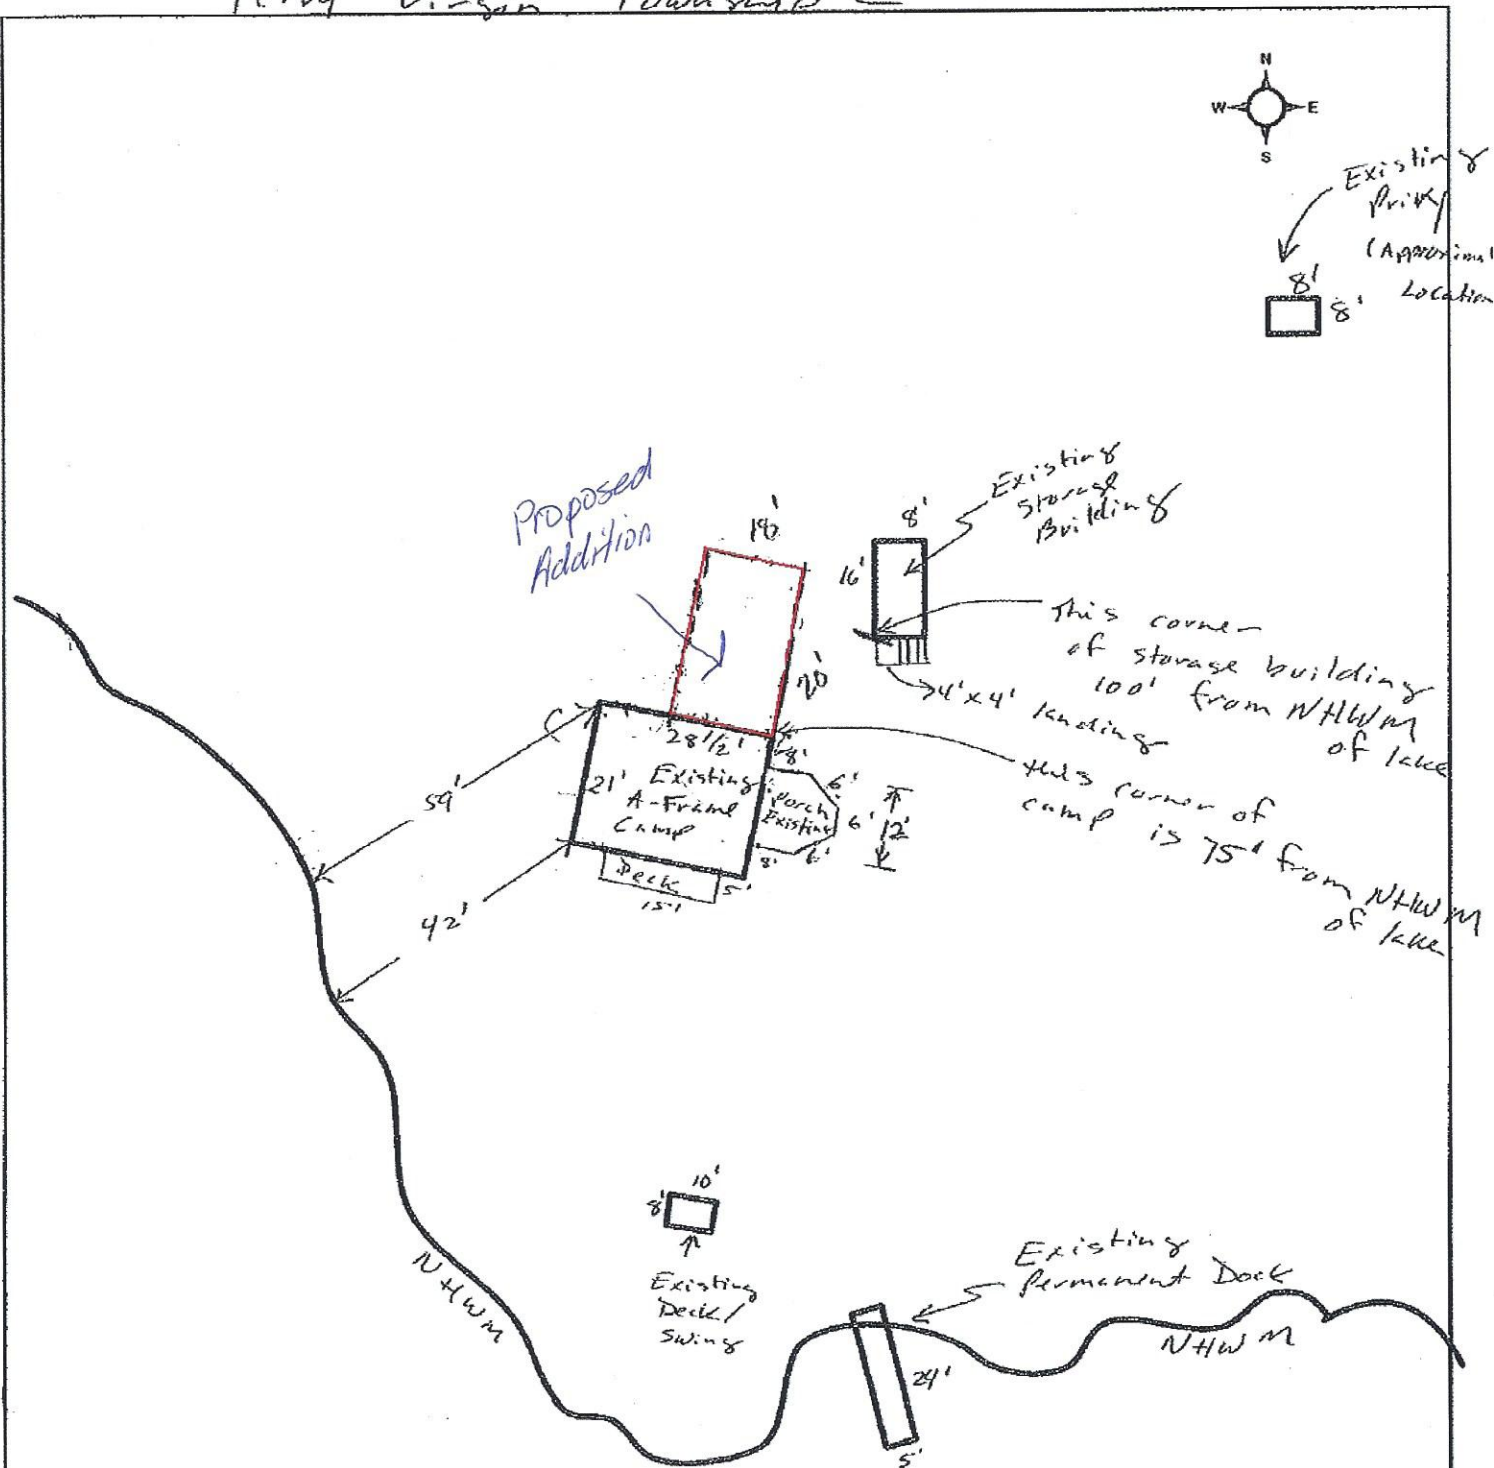 Township
N
W E
S
Existing
Privy
(Approximat
Location
8'
8'
Proposed
Addition
18'
20'
Existing
Storage
Building
8'
16'
This corner
of storage building
100' from NHWM
of lake
4'x4' landing
this corner of
camp is 75' from NHWM
of lake
28 1/2'
21' Existing
A-Frame
Camp
8'
6'
Porch
Existing
6'
12'
8'
6'
Deck
5'
15'
59'
42'
10'
8'
Existing
Deck/
Swing
Existing
Permanent Dock
NHWM
NHWM
24'
5'